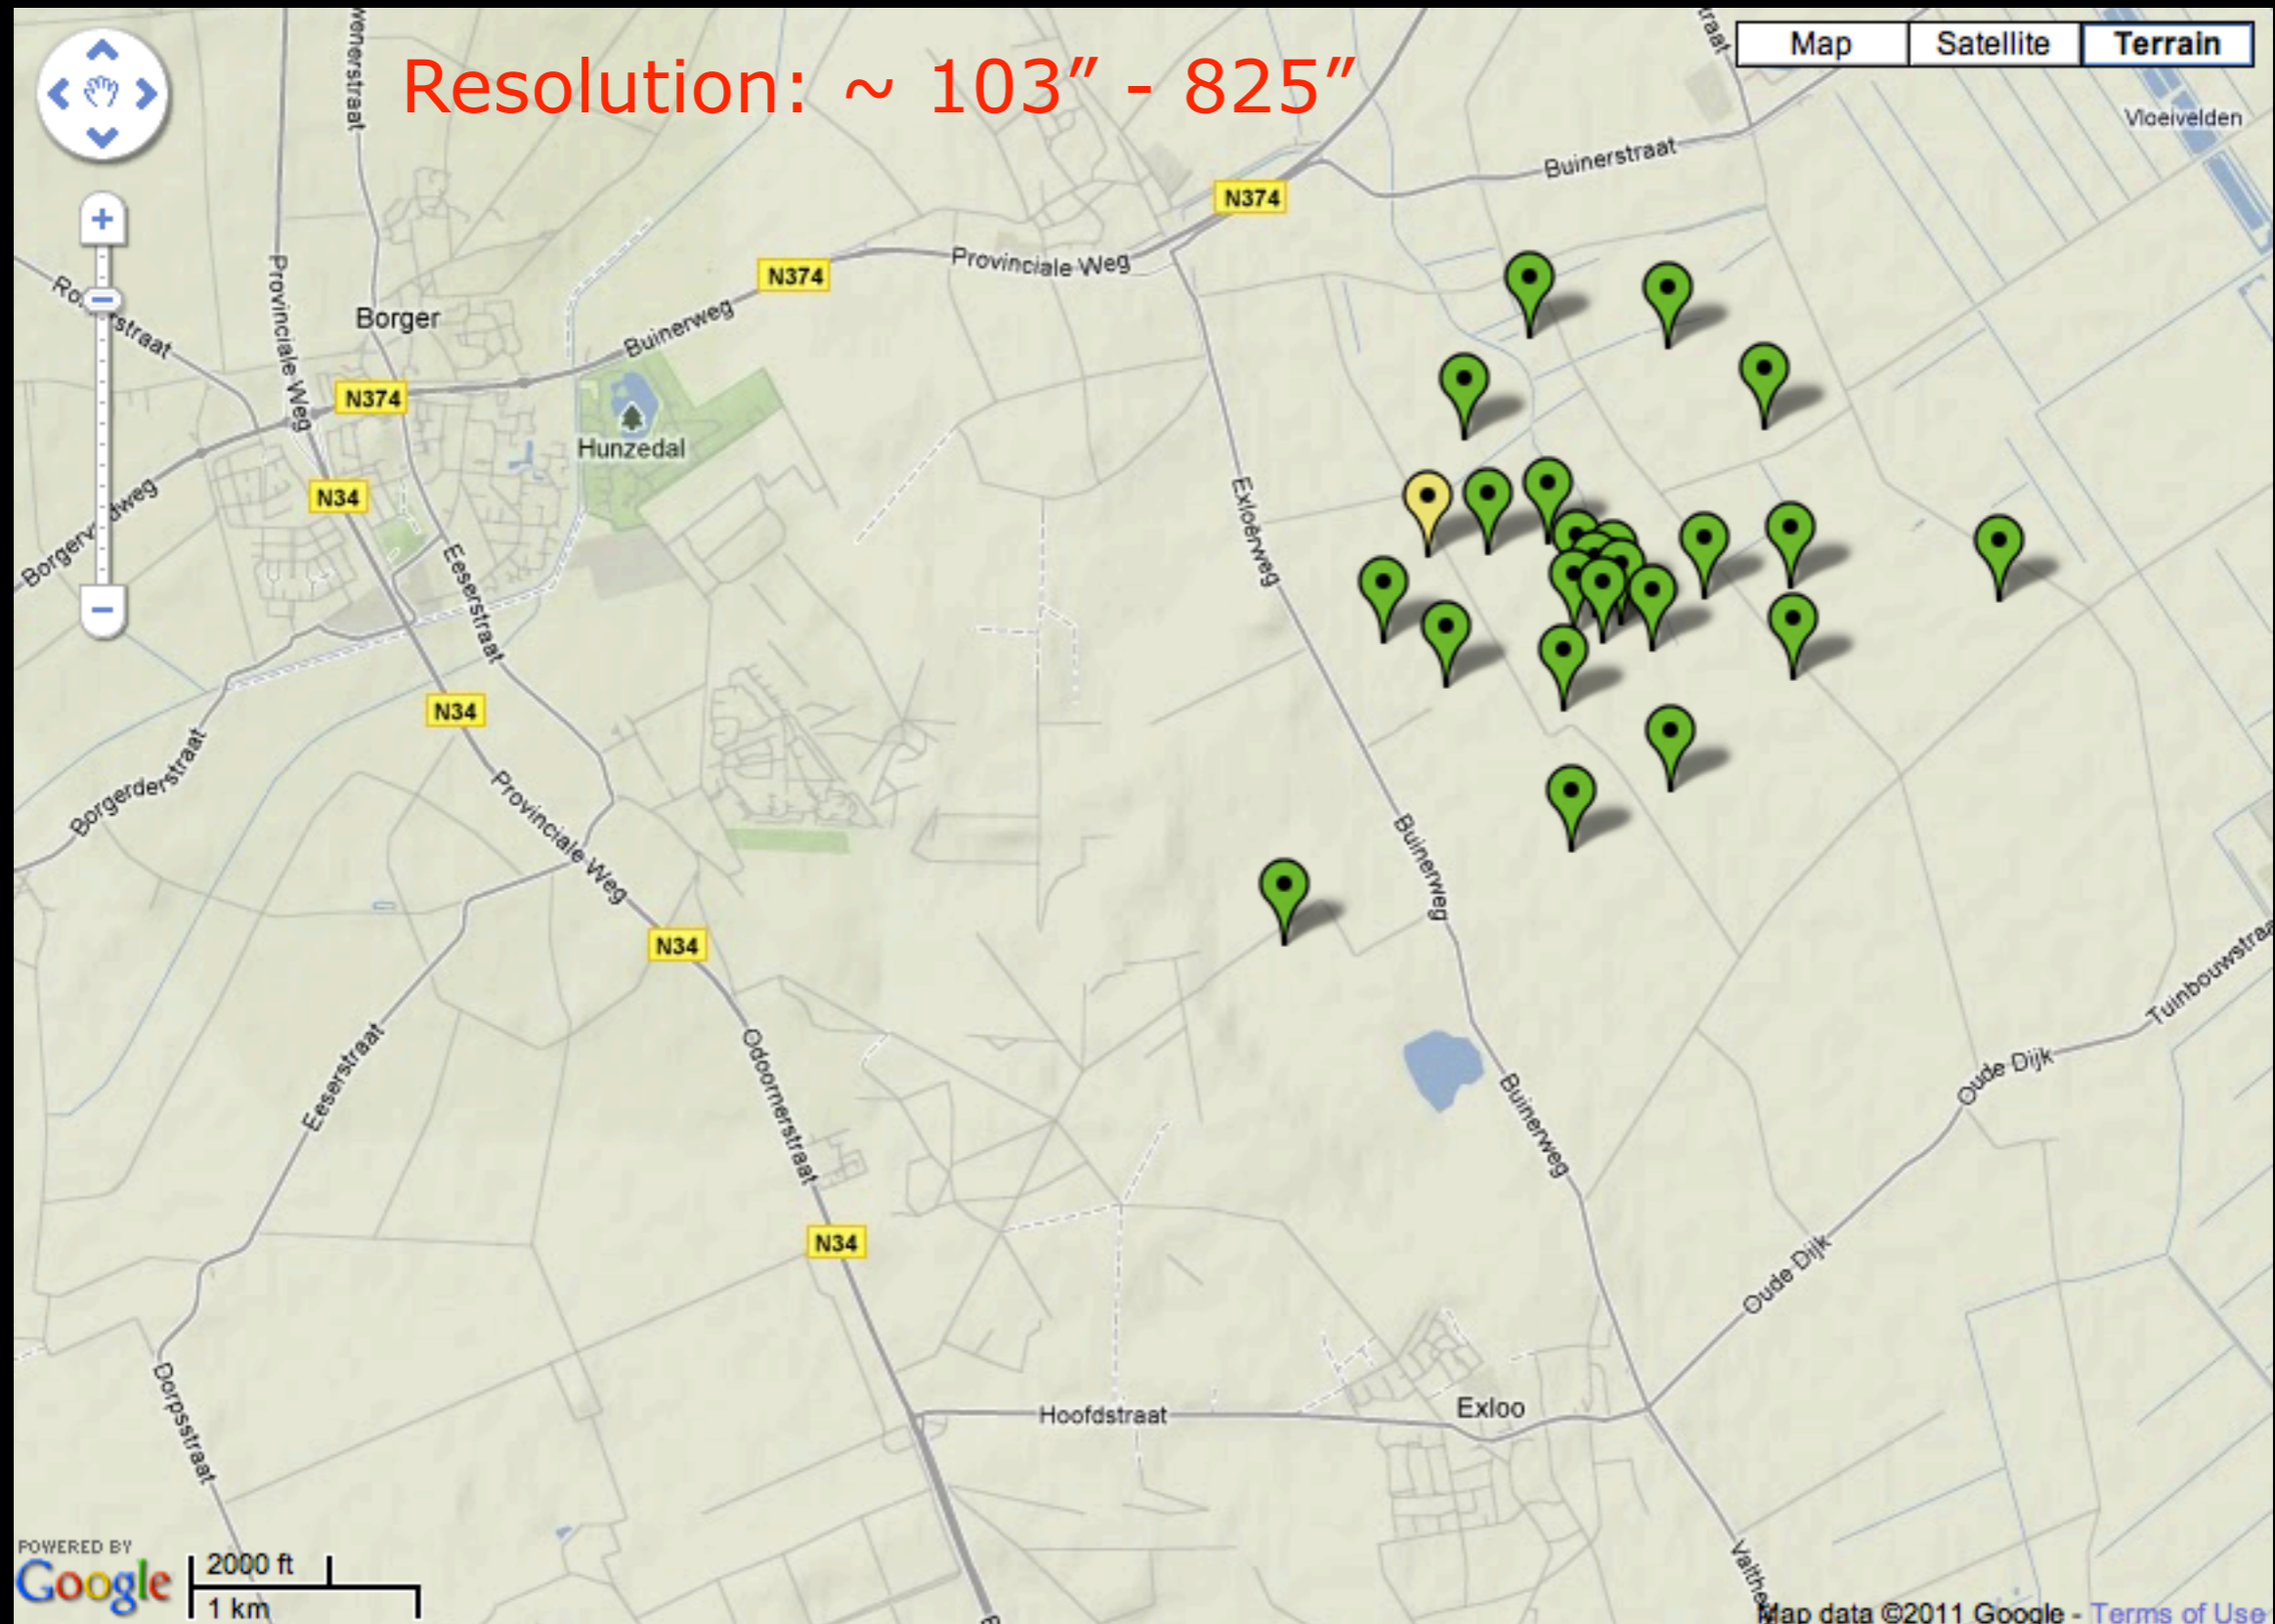 Resolution: ~ 103" - 825"
Map
Satellite
Terrain
Vloeivelden
Buinerstraat
N374
Provinciale Weg
N374
Buinerweg
Borger
Provinciale Weg
N374
Hunzedal
N34
Eeserstraat
Exloërweg
N34
Borgerderstraat
Provinciale Weg
Buinerweg
N34
Tuinbouwstraa
Odoornerstraat
Eeserstraat
Oude Dijk
Buinerweg
N34
Oude Dijk
Dorpsstraat
Hoofdstraat
Exloo
Valthe
POWERED BY
Google
2000 ft
1 km
Map data ©2011 Google - Terms of Use